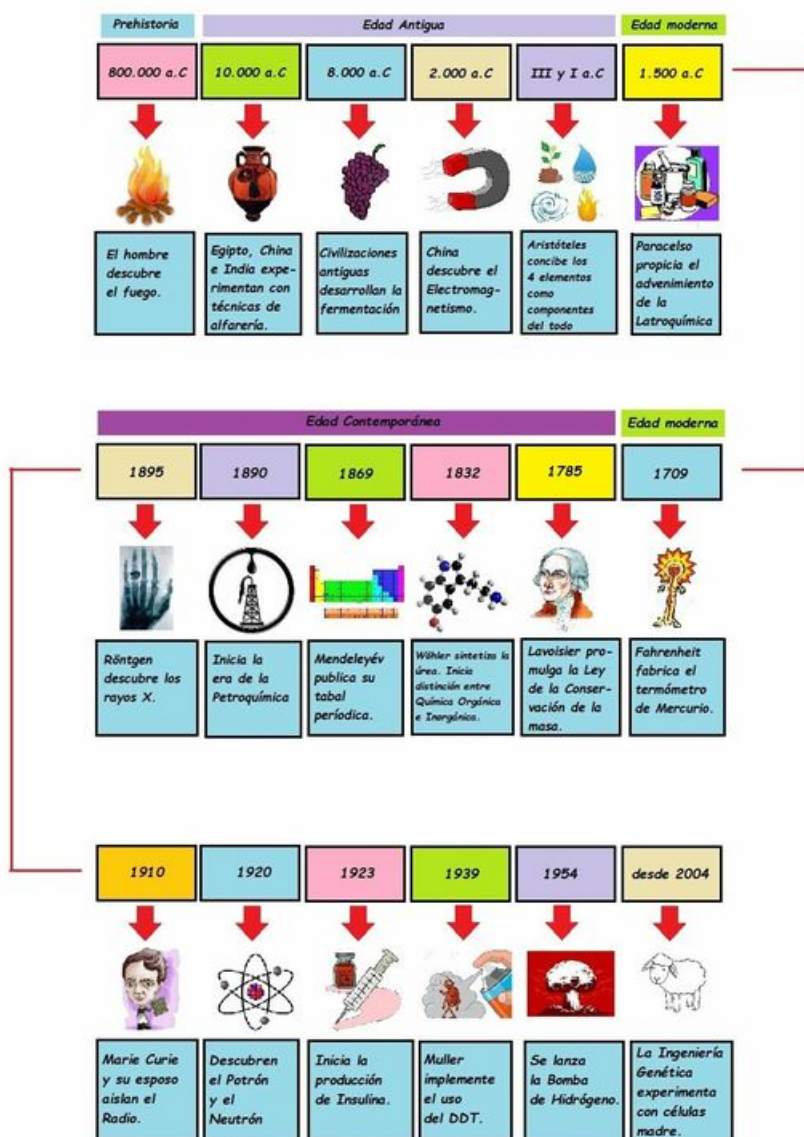 Prehistoria
Edad Antigua
Edad moderna
800.000 a.C
10.000 a.C
8.000 a.C
2.000 a.C
III y I a.C
1.500 a.C
El hombre
descubre
el fuego.
Egipto, China
e India expe-
rimentan con
técnicas de
alfarería.
Civilizaciones
antiguas
desarrollan la
fermentación
China
descubre el
Electromag-
netismo.
Aristóteles
concibe los
4 elementos
como
componentes
del todo
Paracelso
propicia el
advenimiento
de la
Latroquímica
Edad Contemporánea
Edad moderna
1895
1890
1869
1832
1785
1709
Röntgen
descubre los
rayos X.
Inicia la
era de la
Petroquímica
Mendeleyév
publica su
tabal
períodica.
Wöhler sintetiza la
úrea. Inicia
distinción entre
Química Orgánica
e Inorgánica.
Lavoisier pro-
mulga la Ley
de la Conser-
vación de la
masa.
Fahrenheit
fabrica el
termómetro
de Mercurio.
1910
1920
1923
1939
1954
desde 2004
Marie Curie
y su esposo
aislan el
Radio.
Descubren
el Potrón
y el
Neutrón
Inicia la
producción
de Insulina.
Muller
implemente
el uso
del DDT.
Se lanza
la Bomba
de Hidrógeno.
La Ingeniería
Genética
experimenta
con células
madre.